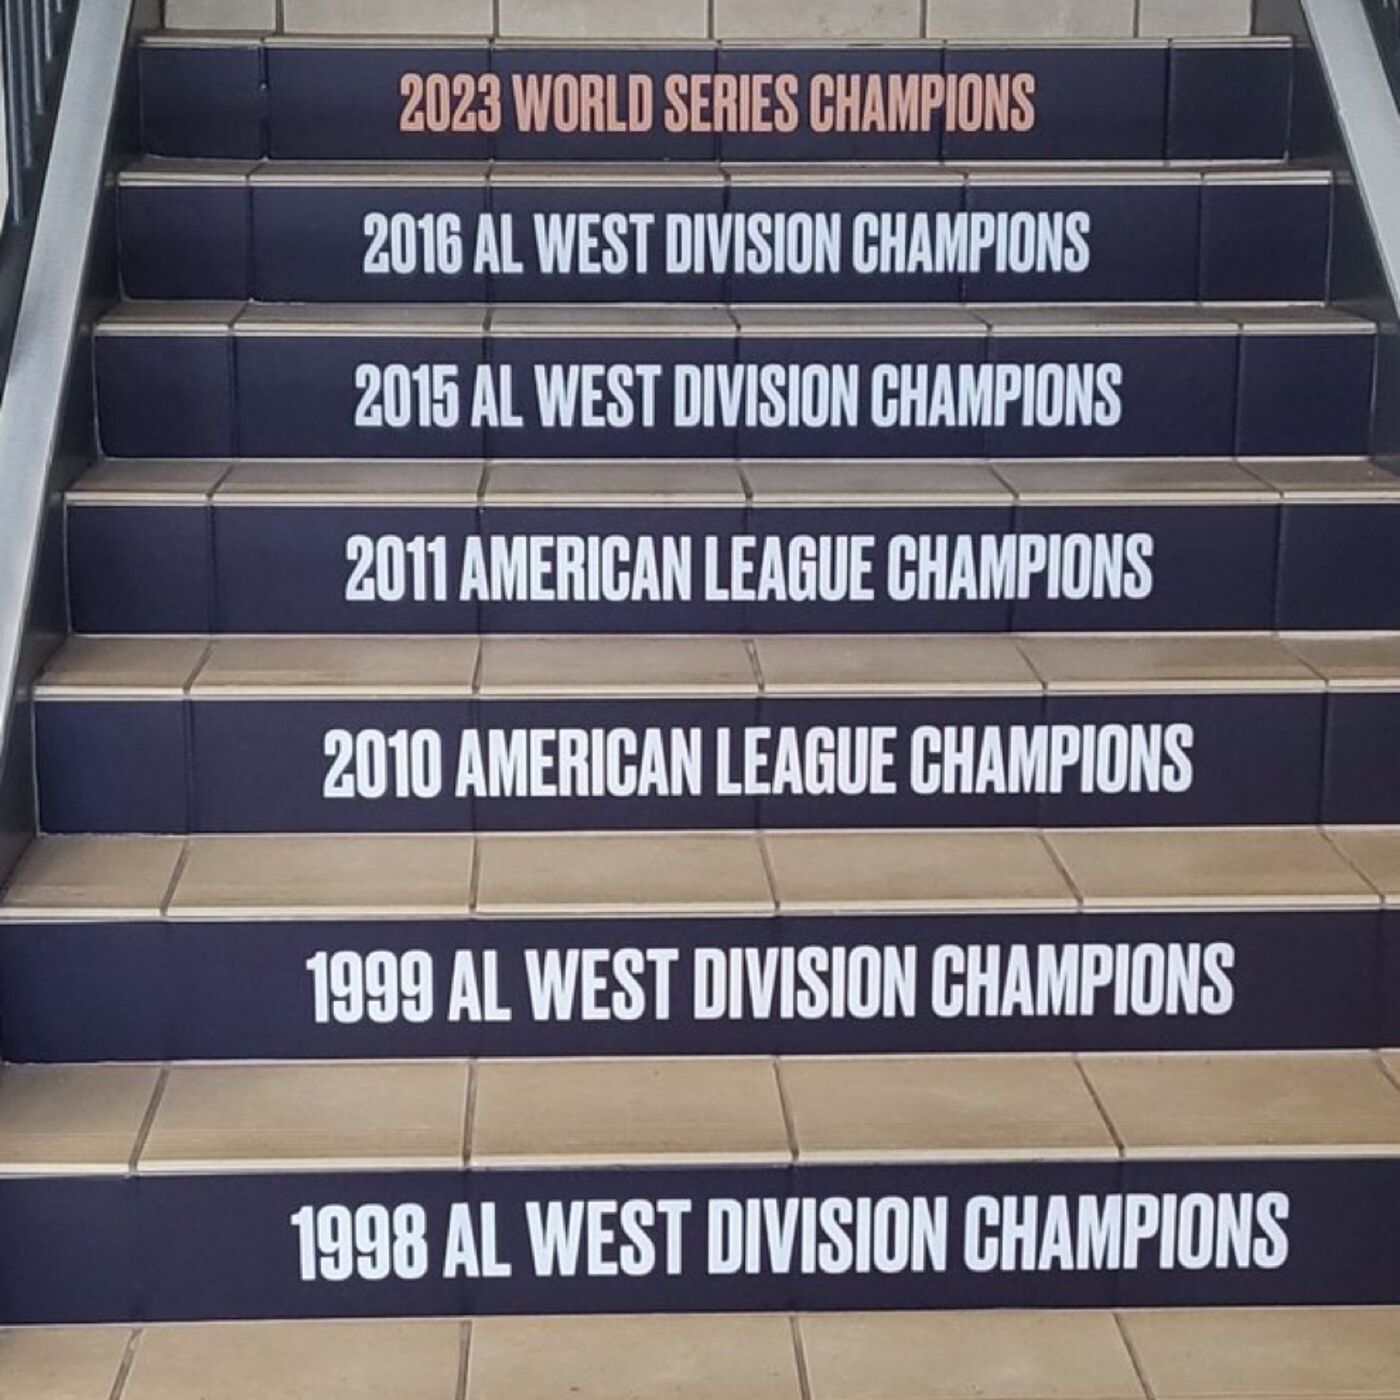 2023 WORLD SERIES CHAMPIONS
2016 AL WEST DIVISION CHAMPIONS
2015 AL WEST DIVISION CHAMPIONS
2011 AMERICAN LEAGUE CHAMPIONS
2010 AMERICAN LEAGUE CHAMPIONS
1999 AL WEST DIVISION CHAMPIONS
1998 AL WEST DIVISION CHAMPIONS